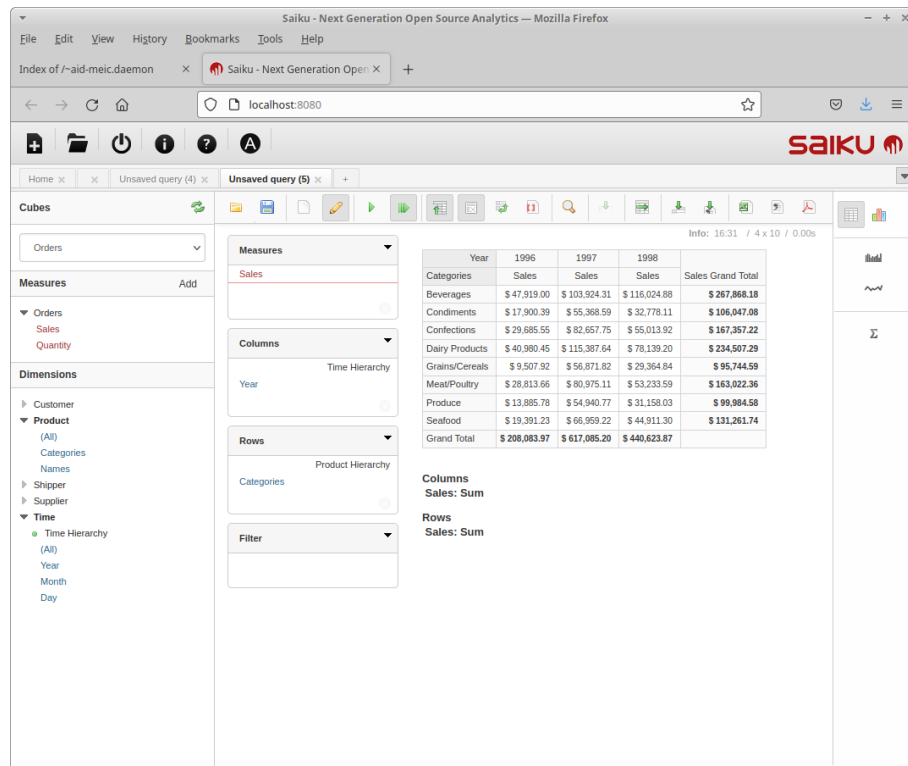 Saiku - Next Generation Open Source Analytics — Mozilla Firefox
File Edit View History Bookmarks Tools Help
Index of /~aid-meic.daemon × Saiku - Next Generation Open × +
localhost:8080
saiku
Home × × Unsaved query (4) × Unsaved query (5) × +
Cubes
Orders
Measures Add
Orders
Sales
Quantity
Dimensions
Customer
Product
(All)
Categories
Names
Shipper
Supplier
Time
Time Hierarchy
(All)
Year
Month
Day
Measures
Sales
Columns
Time Hierarchy
Year
Rows
Product Hierarchy
Categories
Filter
Info: 16:31 / 4 x 10 / 0.00s
Year 1996 1997 1998
Categories Sales Sales Sales Sales Grand Total
Beverages $ 47,919.00 $ 103,924.31 $ 116,024.88 $ 267,868.18
Condiments $ 17,900.39 $ 55,368.59 $ 32,778.11 $ 106,047.08
Confections $ 29,685.55 $ 82,657.75 $ 55,013.92 $ 167,357.22
Dairy Products $ 40,980.45 $ 115,387.64 $ 78,139.20 $ 234,507.29
Grains/Cereals $ 9,507.92 $ 56,871.82 $ 29,364.84 $ 95,744.59
Meat/Poultry $ 28,813.66 $ 80,975.11 $ 53,233.59 $ 163,022.36
Produce $ 13,885.78 $ 54,940.77 $ 31,158.03 $ 99,984.58
Seafood $ 19,391.23 $ 66,959.22 $ 44,911.30 $ 131,261.74
Grand Total $ 208,083.97 $ 617,085.20 $ 440,623.87
Columns
Sales: Sum
Rows
Sales: Sum
Σ